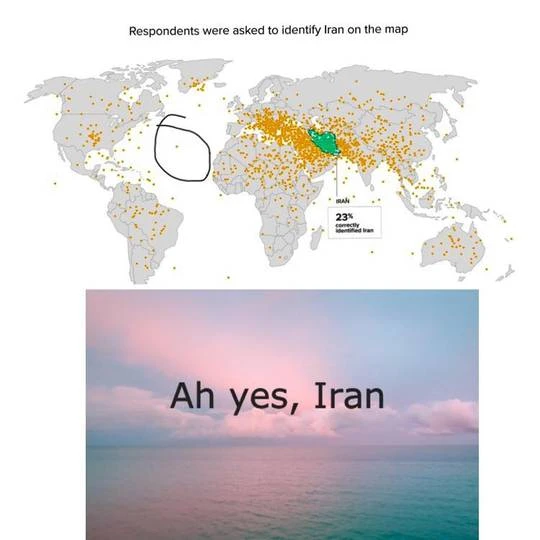 Respondents were asked to identify Iran on the map
IRAN
23%
correctly
identified Iran
Ah yes, Iran